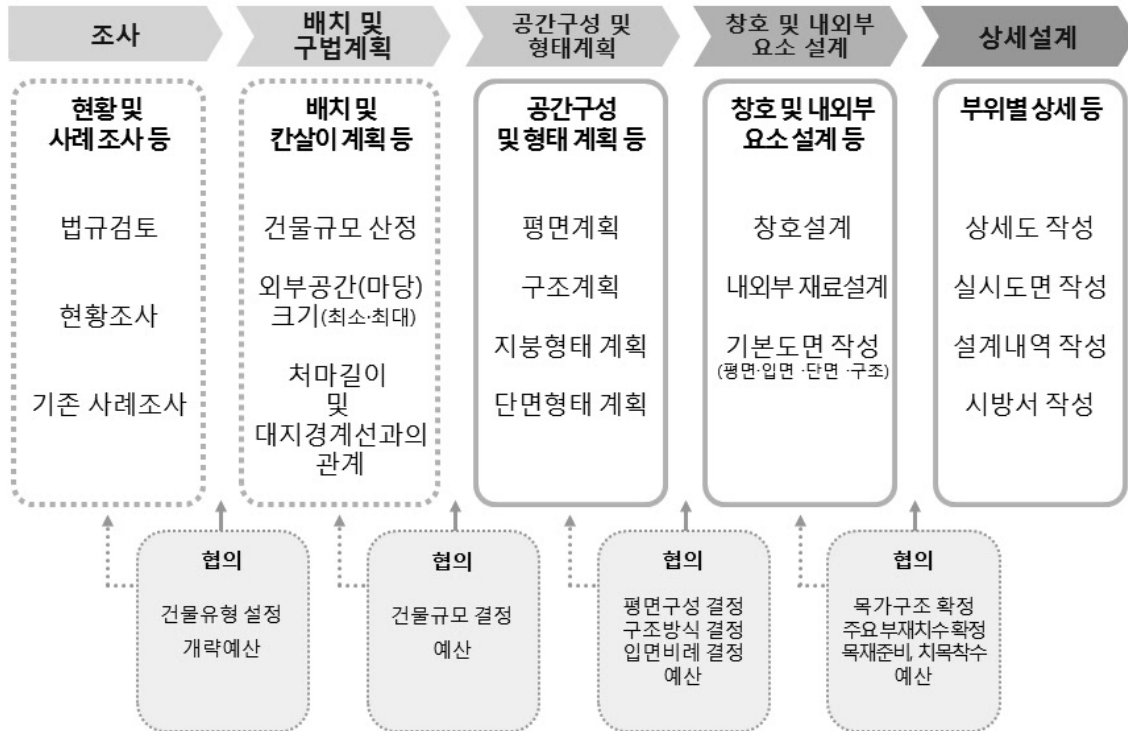 조사
배치 및
구법계획
공간구성 및
형태계획
창호 및 내외부
요소 설계
상세설계
현황 및
사례 조사 등
법규검토
현황조사
기존 사례조사
배치 및
칸살이 계획 등
건물규모 산정
외부공간(마당)
크기(최소·최대)
처마길이
및
대지경계선과의
관계
공간구성
및 형태 계획 등
평면계획
구조계획
지붕형태 계획
단면형태 계획
창호 및 내외부
요소 설계 등
창호설계
내외부 재료설계
기본도면 작성
(평면·입면 ·단면 ·구조)
부위별 상세 등
상세도 작성
실시도면 작성
설계내역 작성
시방서 작성
협의
건물유형 설정
개략예산
협의
건물규모 결정
예산
협의
평면구성 결정
구조방식 결정
입면비례 결정
예산
협의
목가구조 확정
주요 부재치수 확정
목재준비, 치목착수
예산